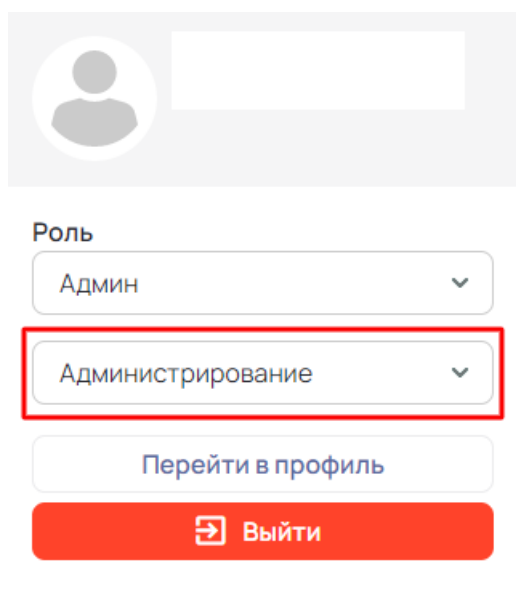 Роль
Админ
Администрирование
Перейти в профиль
Выйти